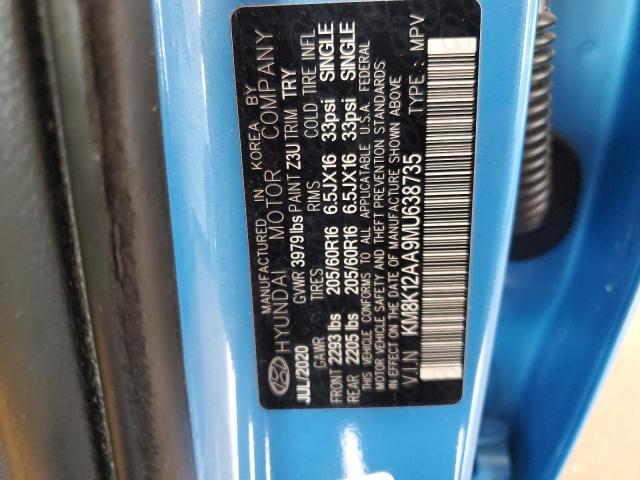 MANUFACTURED IN KOREA BY
HYUNDAI MOTOR COMPANY
JUL/2020 GVWR 3979lbs PAINT Z3U TRIM TRY
GAWR TIRES RIMS COLD TIRE INFL
FRONT 2293 lbs 205/60R16 6.5JX16 33psi SINGLE
REAR 2205 lbs 205/60R16 6.5JX16 33psi SINGLE
THIS VEHICLE CONFORMS TO ALL APPLICABLE U.S.A. FEDERAL
MOTOR VEHICLE SAFETY AND THEFT PREVENTION STANDARDS
IN EFFECT ON THE DATE OF MANUFACTURE SHOWN ABOVE
V.I.N KM8K12AA9MU638735 TYPE : MPV